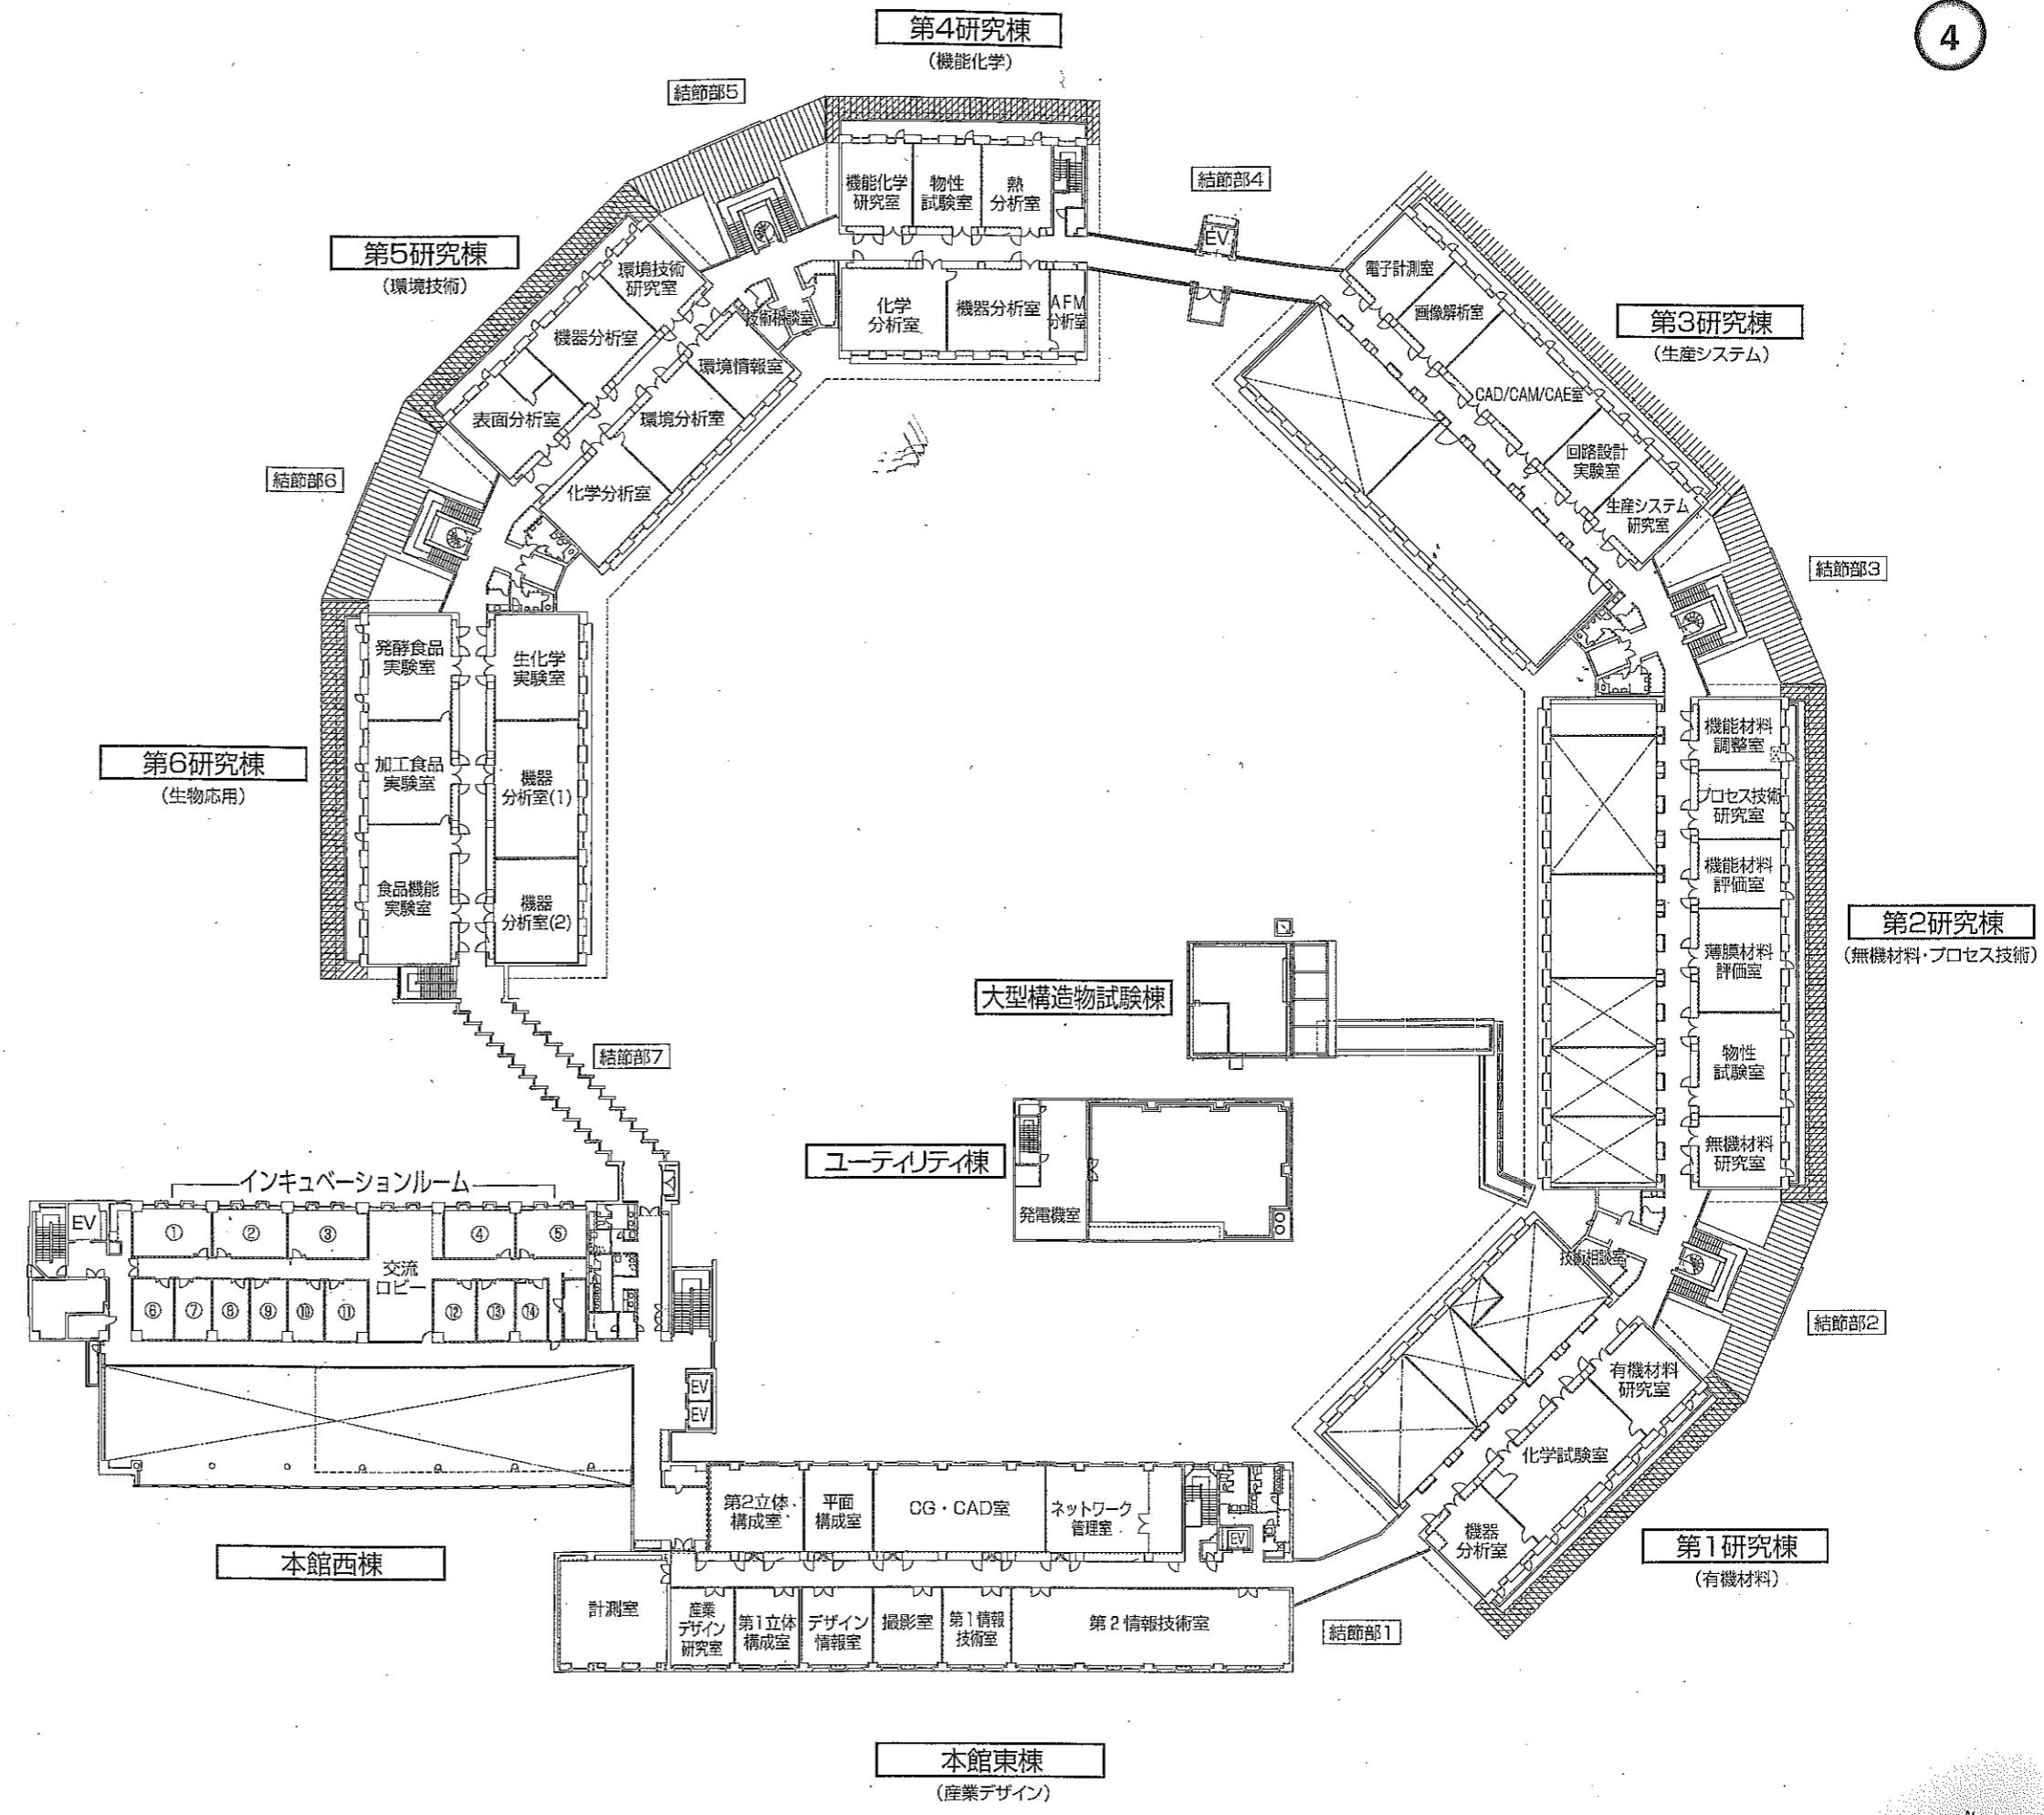 4
第4研究棟
(機能化学)
結節部5
結節部4
機能化学
研究室
物性
試験室
熱
分析室
EV
化学
分析室
機器分析室
AFM
分析室
第5研究棟
(環境技術)
環境技術
研究室
機器分析室
表面分析室
技術相談室
環境情報室
環境分析室
化学分析室
結節部6
第3研究棟
(生産システム)
電子計測室
画像解析室
CAD/CAM/CAE室
回路設計
実験室
生産システム
研究室
結節部3
第6研究棟
(生物応用)
発酵食品
実験室
加工食品
実験室
食品機能
実験室
生化学
実験室
機器
分析室(1)
機器
分析室(2)
結節部7
第2研究棟
(無機材料・プロセス技術)
機能材料
調整室
プロセス技術
研究室
機能材料
評価室
薄膜材料
評価室
物性
試験室
無機材料
研究室
大型構造物試験棟
ユーティリティ棟
発電機室
インキュベーションルーム
EV
①
②
③
④
⑤
交流
ロビー
⑥
⑦
⑧
⑨
⑩
⑪
⑫
⑬
⑭
EV
EV
技術相談室
結節部2
有機材料
研究室
化学試験室
機器
分析室
第1研究棟
(有機材料)
本館西棟
第2立体
構成室
平面
構成室
CG・CAD室
ネットワーク
管理室
EV
計測室
産業
デザイン
研究室
第1立体
構成室
デザイン
情報室
撮影室
第1情報
技術室
第2情報技術室
結節部1
本館東棟
(産業デザイン)
N